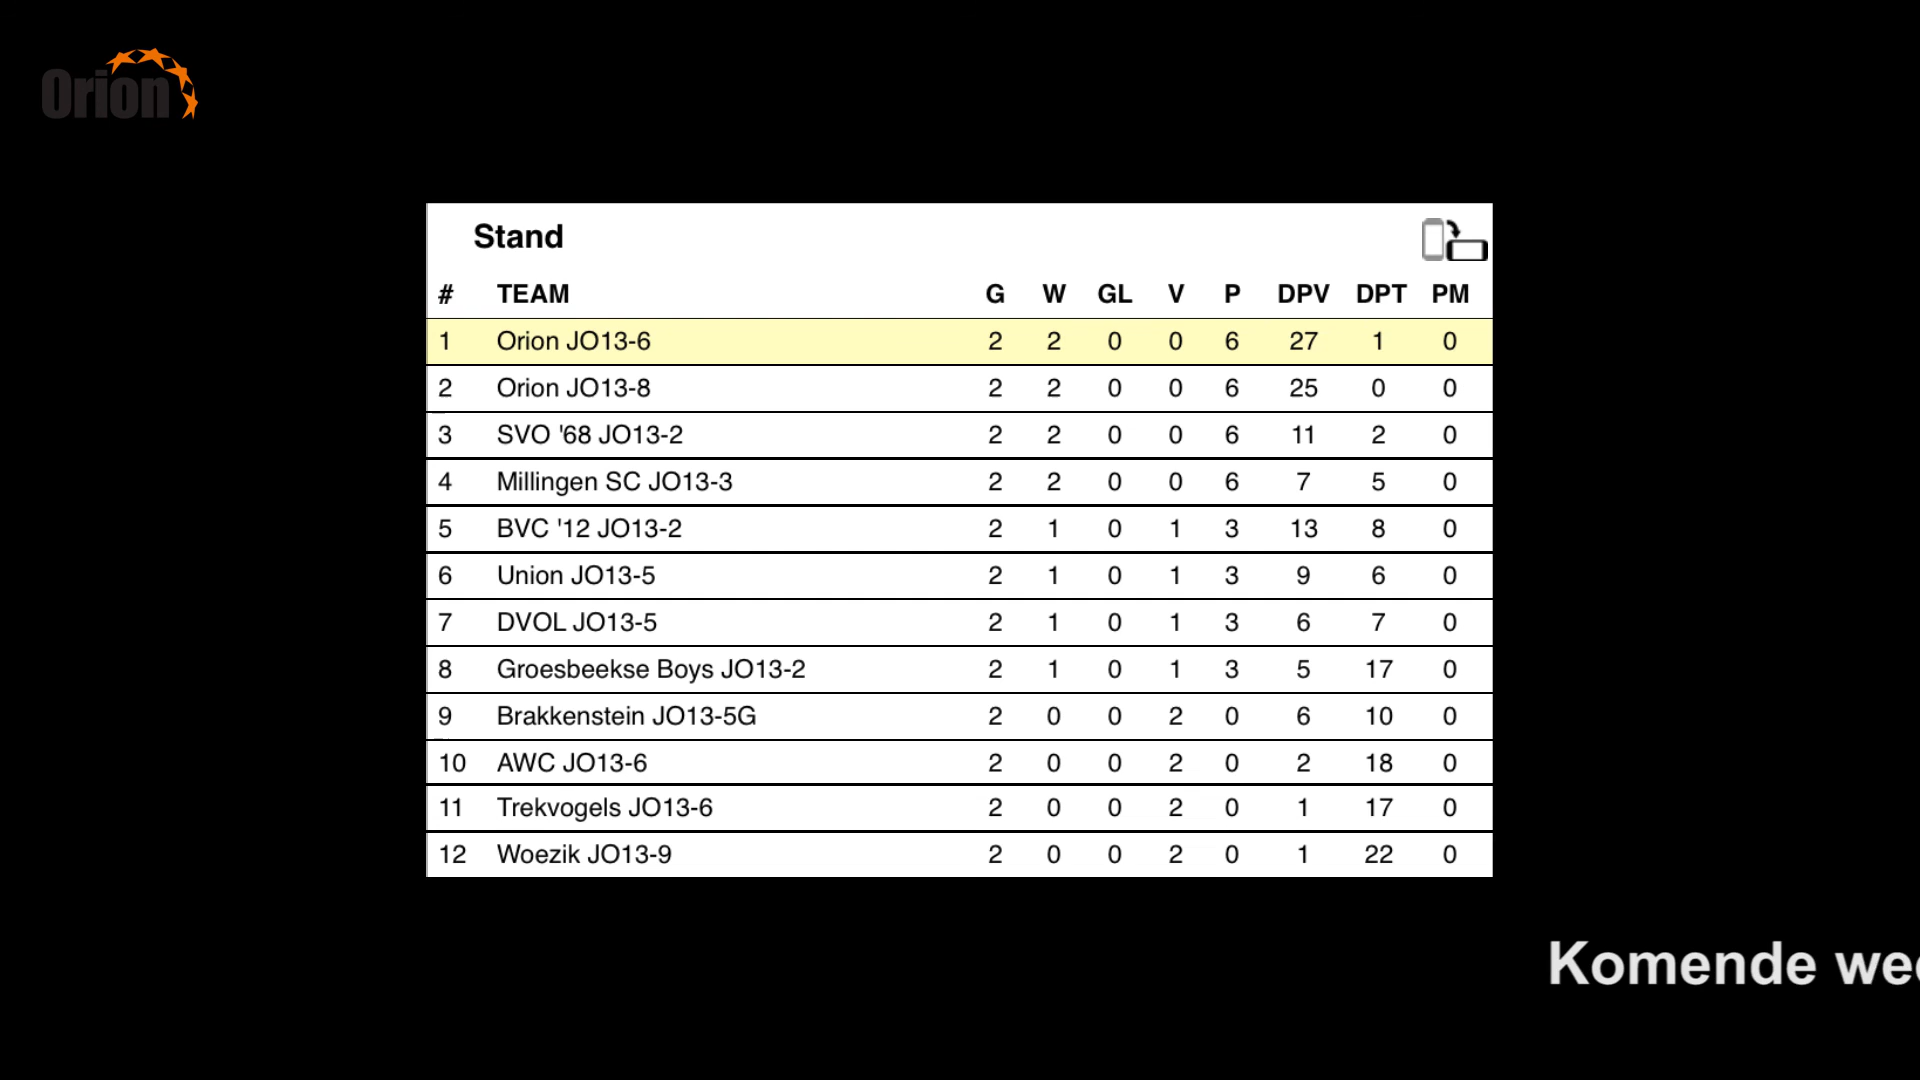 Orion
Stand
# TEAM G W GL V P DPV DPT PM
1 Orion JO13-6 2 2 0 0 6 27 1 0
2 Orion JO13-8 2 2 0 0 6 25 0 0
3 SVO '68 JO13-2 2 2 0 0 6 11 2 0
4 Millingen SC JO13-3 2 2 0 0 6 7 5 0
5 BVC '12 JO13-2 2 1 0 1 3 13 8 0
6 Union JO13-5 2 1 0 1 3 9 6 0
7 DVOL JO13-5 2 1 0 1 3 6 7 0
8 Groesbeekse Boys JO13-2 2 1 0 1 3 5 17 0
9 Brakkenstein JO13-5G 2 0 0 2 0 6 10 0
10 AWC JO13-6 2 0 0 2 0 2 18 0
11 Trekvogels JO13-6 2 0 0 2 0 1 17 0
12 Woezik JO13-9 2 0 0 2 0 1 22 0
Komende